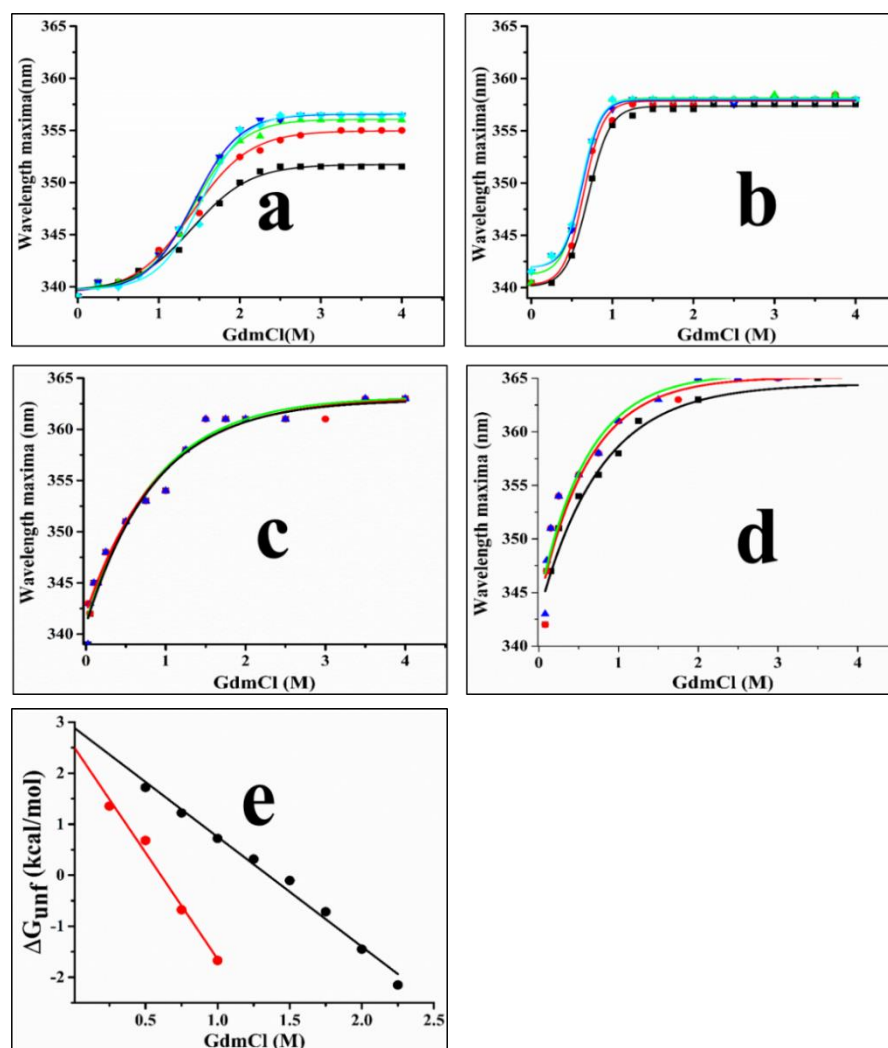 Wavelength maxima(nm)
365
360
355
350
345
340
a
0 1 2 3 4
GdmCl(M)
Wavelength maxima(nm)
365
360
355
350
345
340
b
0 1 2 3 4
GdmCl (M)
Wavelength maxima (nm)
365
360
355
350
345
340
c
0 1 2 3 4
GdmCl (M)
Wavelength maxima (nm)
365
360
355
350
345
340
d
0 1 2 3 4
GdmCl (M)
ΔGunf (kcal/mol)
3
2
1
0
-1
-2
e
0.5 1.0 1.5 2.0 2.5
GdmCl (M)